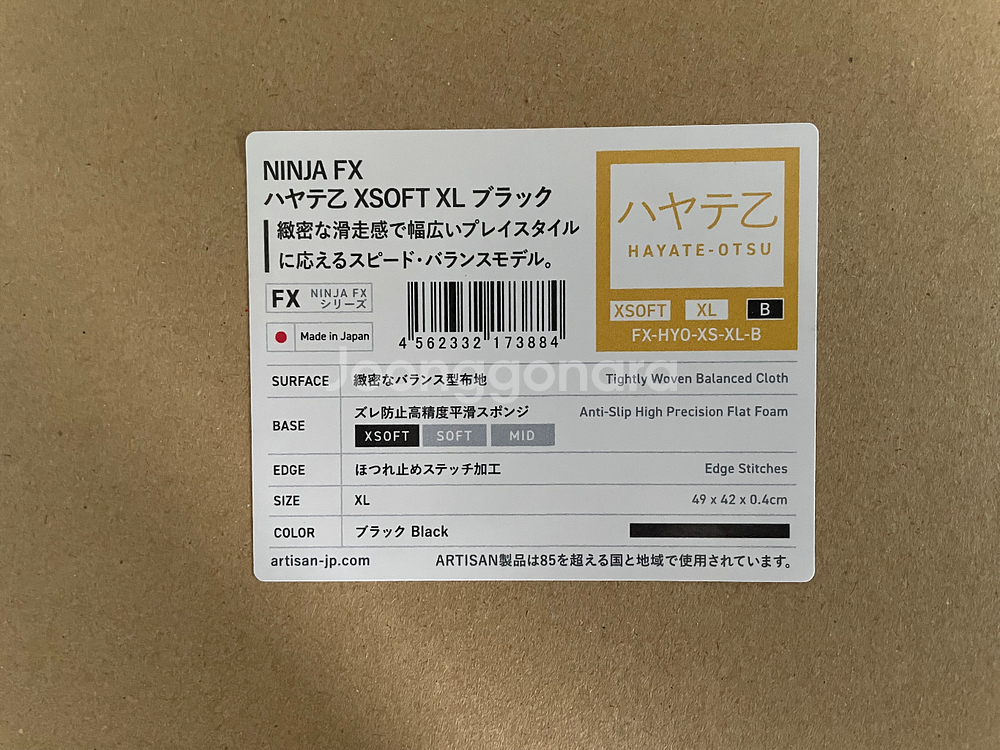 NINJA FX
ハヤテ乙 XSOFT XL ブラック
緻密な滑走感で幅広いプレイスタイル
に応えるスピード・バランスモデル。
FX NINJA FX
シリーズ
Made in Japan
4 562332 173884
ハヤテ乙
HAYATE-OTSU
XSOFT XL B
FX-HYO-XS-XL-B
Joonggonara
SURFACE 緻密なバランス型布地 Tightly Woven Balanced Cloth
BASE ズレ防止高精度平滑スポンジ Anti-Slip High Precision Flat Foam
XSOFT SOFT MID
EDGE ほつれ止めステッチ加工 Edge Stitches
SIZE XL 49 x 42 x 0.4cm
COLOR ブラック Black
artisan-jp.com ARTISAN製品は85を超える国と地域で使用されています。